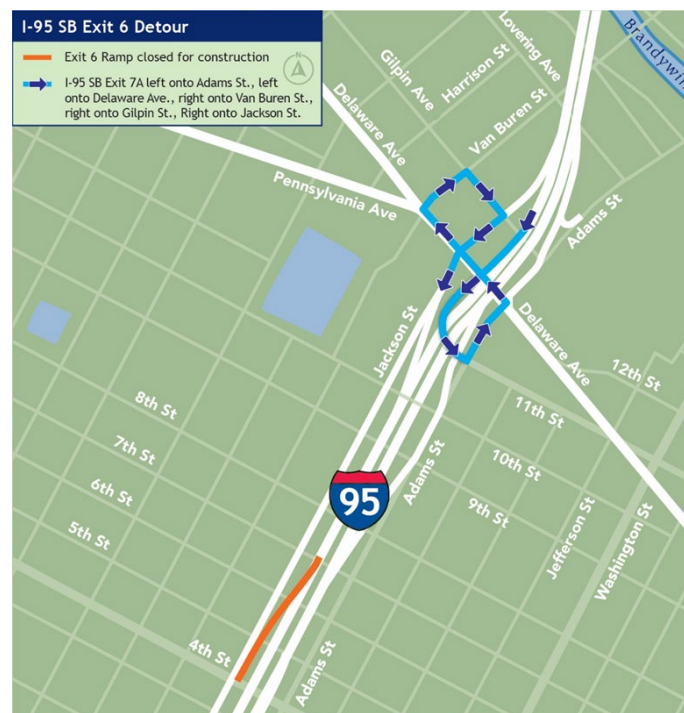 I-95 SB Exit 6 Detour
Exit 6 Ramp closed for construction
N
I-95 SB Exit 7A left onto Adams St., left
onto Delaware Ave., right onto Van Buren St.,
right onto Gilpin St., Right onto Jackson St.
Lovering Ave
Brandywin
Gilpin Ave
Harrison St
Van Buren St
Delaware Ave
Pennsylvania Ave
Adams St
Jackson St
Delaware Ave
12th St
11th St
10th St
9th St
8th St
7th St
6th St
5th St
4th St
Adams St
Jefferson St
Washington St
95
Adams St